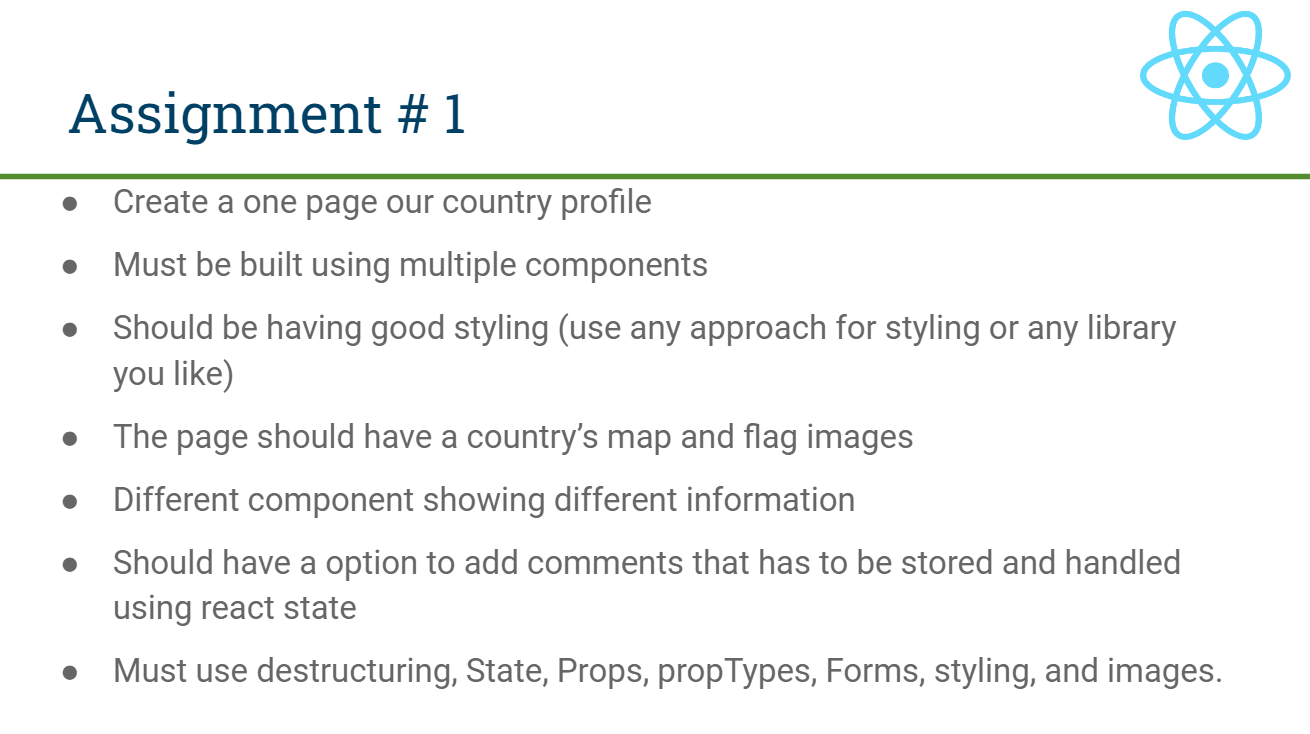 Assignment # 1
● Create a one page our country profile
● Must be built using multiple components
● Should be having good styling (use any approach for styling or any library
you like)
● The page should have a country’s map and flag images
● Different component showing different information
● Should have a option to add comments that has to be stored and handled
using react state
● Must use destructuring, State, Props, propTypes, Forms, styling, and images.